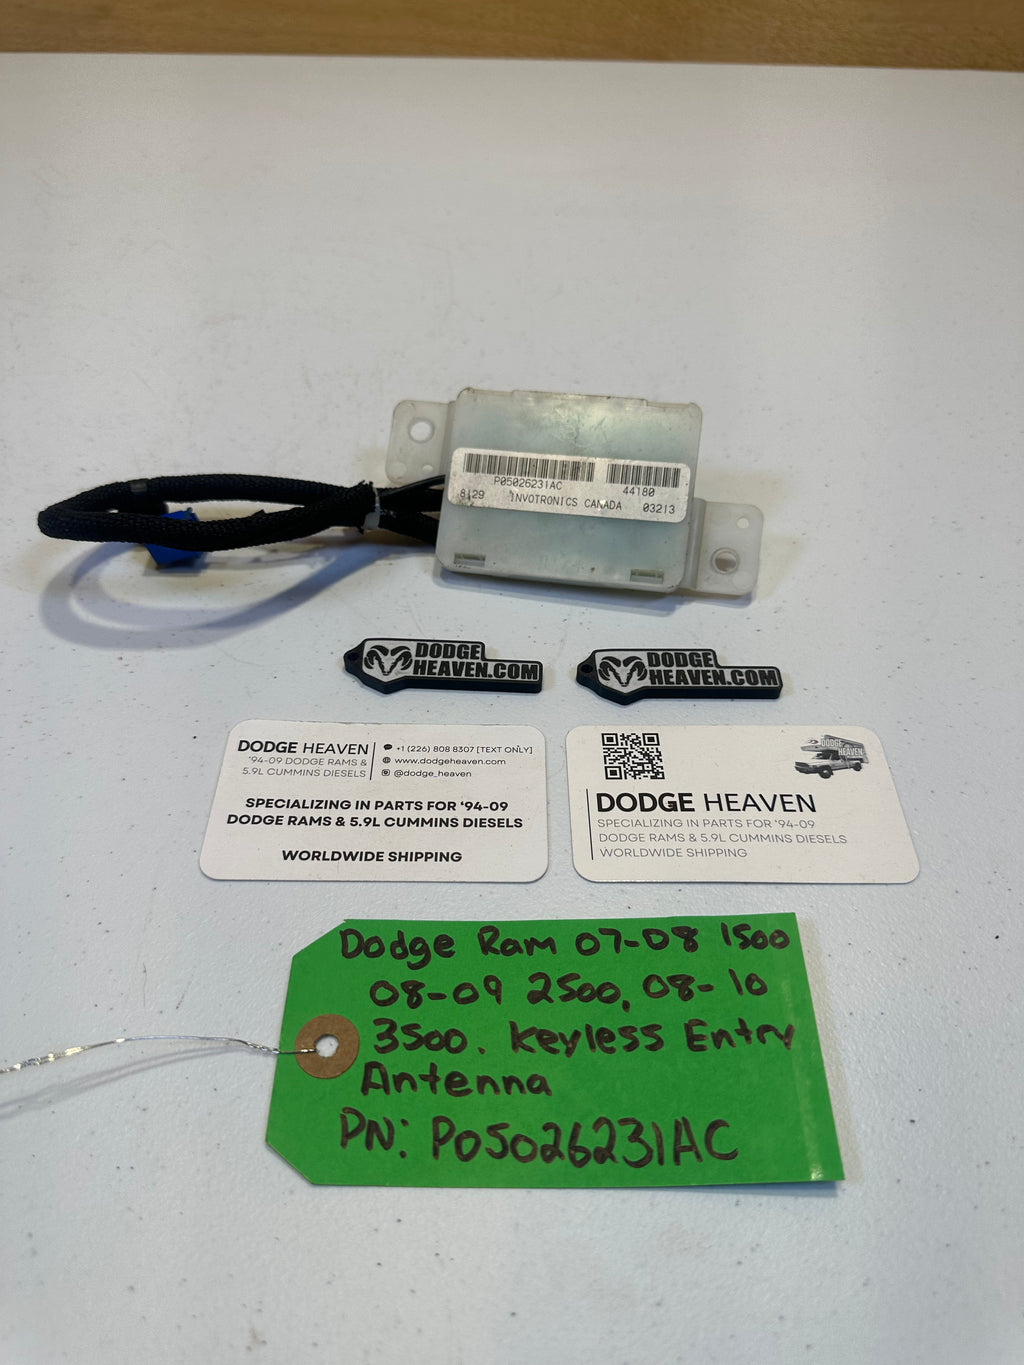 P05026231AC 44180
8129 INVOTRONICS CANADA 03213
DODGE
HEAVEN.COM
DODGE
HEAVEN.COM
DODGE HEAVEN
'94-09 DODGE RAMS &
5.9L CUMMINS DIESELS
+1 (226) 808 8307 [TEXT ONLY]
www.dodgeheaven.com
@dodge_heaven
SPECIALIZING IN PARTS FOR '94-09
DODGE RAMS & 5.9L CUMMINS DIESELS
WORLDWIDE SHIPPING
DODGE
HEAVEN
DODGE HEAVEN
SPECIALIZING IN PARTS FOR '94-09
DODGE RAMS & 5.9L CUMMINS DIESELS
WORLDWIDE SHIPPING
Dodge Ram 07-08 1500
08-09 2500, 08-10
3500. Keyless Entry
Antenna
PN: P05026231AC